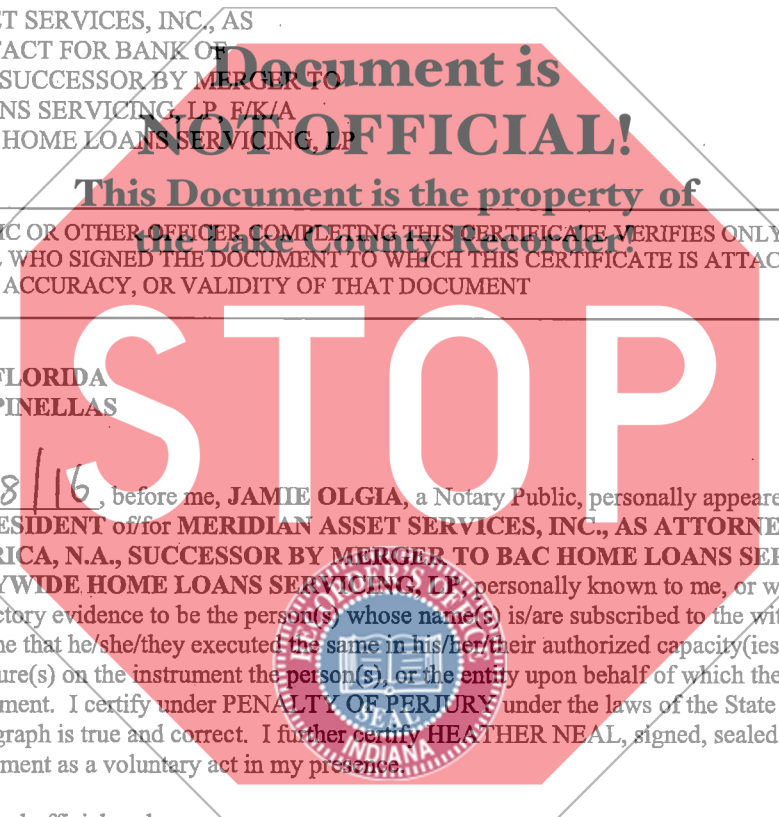 ET SERVICES, INC., AS
FACT FOR BANK OF
SUCCESSOR BY MERGER TO
NS SERVICING, LP, F/K/A
HOME LOANS SERVICING, LP
Document is
NOT OFFICIAL!
This Document is the property of
the Lake County Recorder!
IC OR OTHER OFFICER COMPLETING THIS CERTIFICATE VERIFIES ONLY
WHO SIGNED THE DOCUMENT TO WHICH THIS CERTIFICATE IS ATTAC
ACCURACY, OR VALIDITY OF THAT DOCUMENT
STOP
FLORIDA
PINELLAS
8/16, before me, JAMIE OLGIA, a Notary Public, personally appeare
ESIDENT of/for MERIDIAN ASSET SERVICES, INC., AS ATTORNE
RICA, N.A., SUCCESSOR BY MERGER TO BAC HOME LOANS SER
YWIDE HOME LOANS SERVICING, LP, personally known to me, or w
ctory evidence to be the person(s) whose name(s) is/are subscribed to the wit
ne that he/she/they executed the same in his/her/their authorized capacity(ies
ure(s) on the instrument the person(s), or the entity upon behalf of which the
ment. I certify under PENALTY OF PERJURY under the laws of the State
graph is true and correct. I further certify HEATHER NEAL, signed, sealed
ment as a voluntary act in my presence.
RECORDER'S OFFICE
SEAL
INDIANA